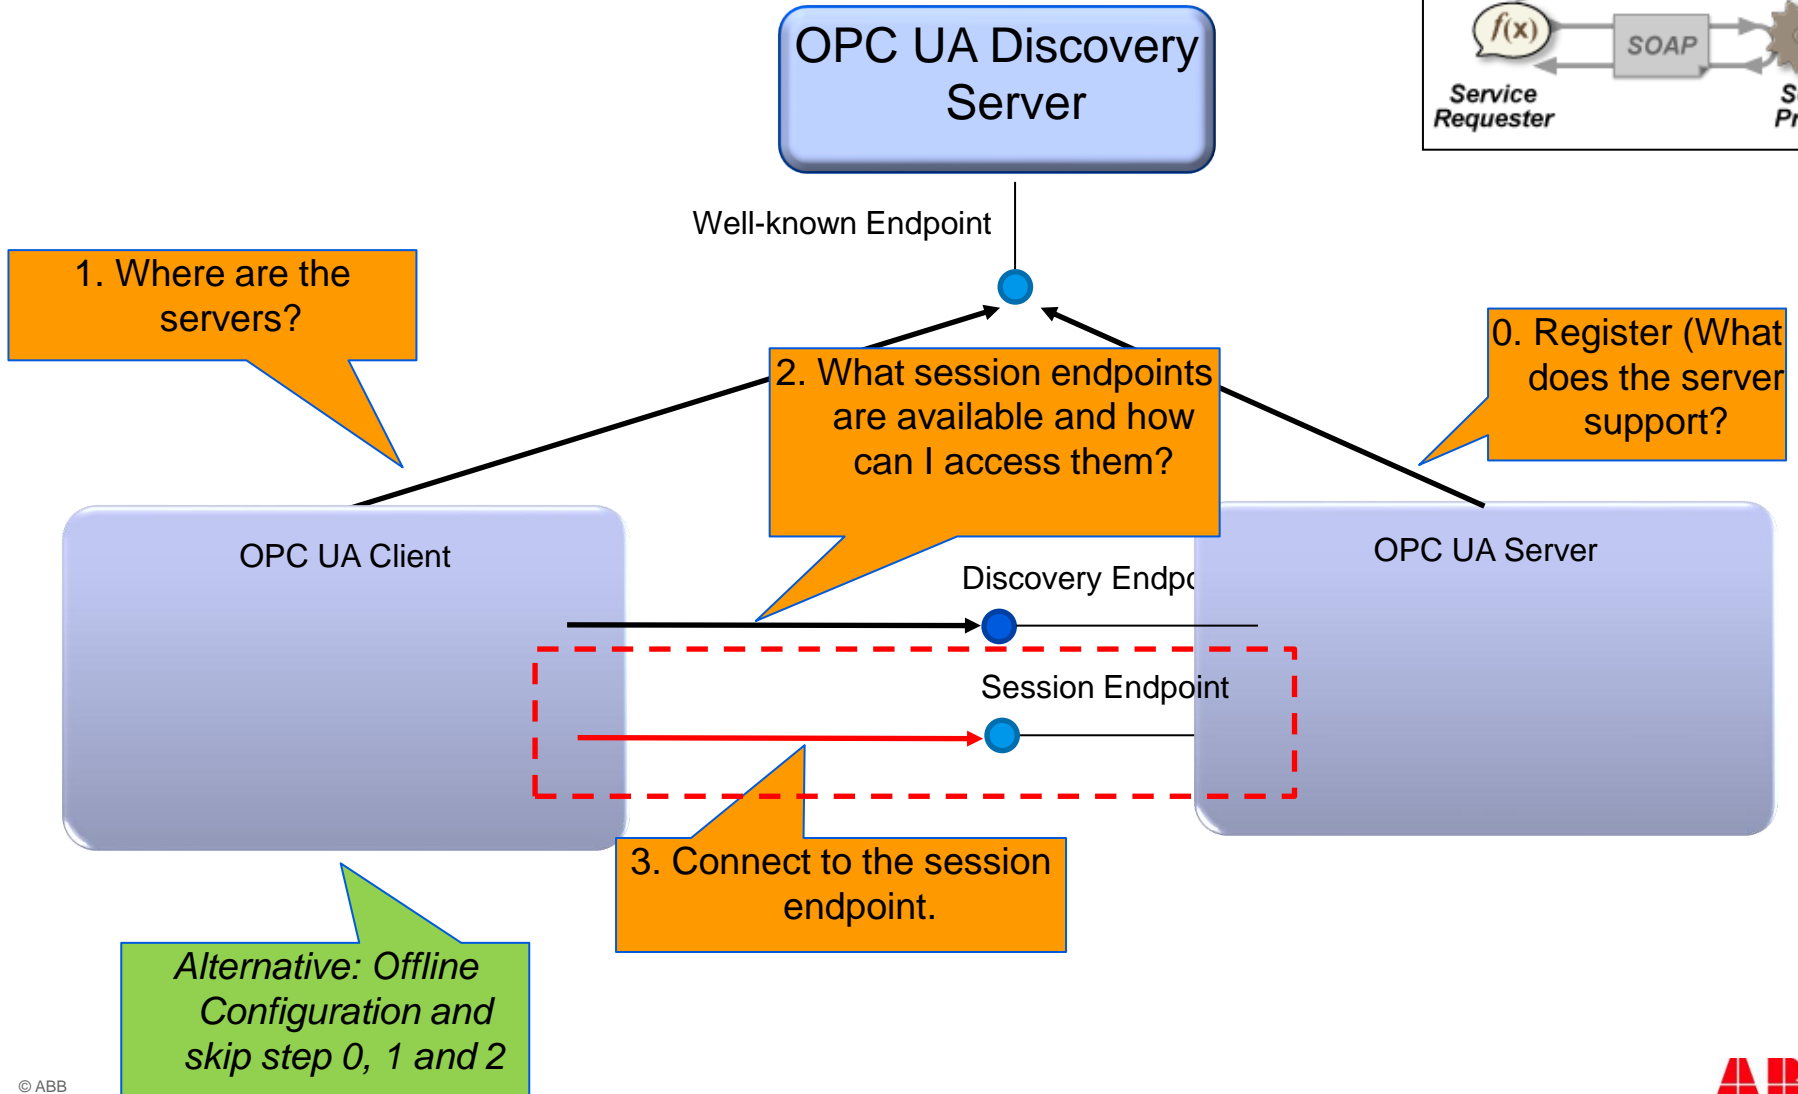 OPC UA Discovery
Server
f(x)
SOAP
Service
Requester
Well-known Endpoint
1. Where are the
servers?
0. Register (What
does the server
support?
2. What session endpoints
are available and how
can I access them?
OPC UA Client
OPC UA Server
Discovery
Session Endpoint
3. Connect to the session
endpoint.
Alternative: Offline
Configuration and
skip step 0, 1 and 2
© ABB